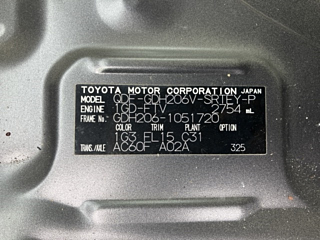 TOYOTA MOTOR CORPORATION JAPAN
MODEL QDF-GDH206V-SRTEY-P
ENGINE 1GD-FTV 2754 mL
FRAME No. GDH206-1051720
COLOR TRIM PLANT OPTION
1G3 FL15 C31
TRANS./AXLE AC60F A02A 325